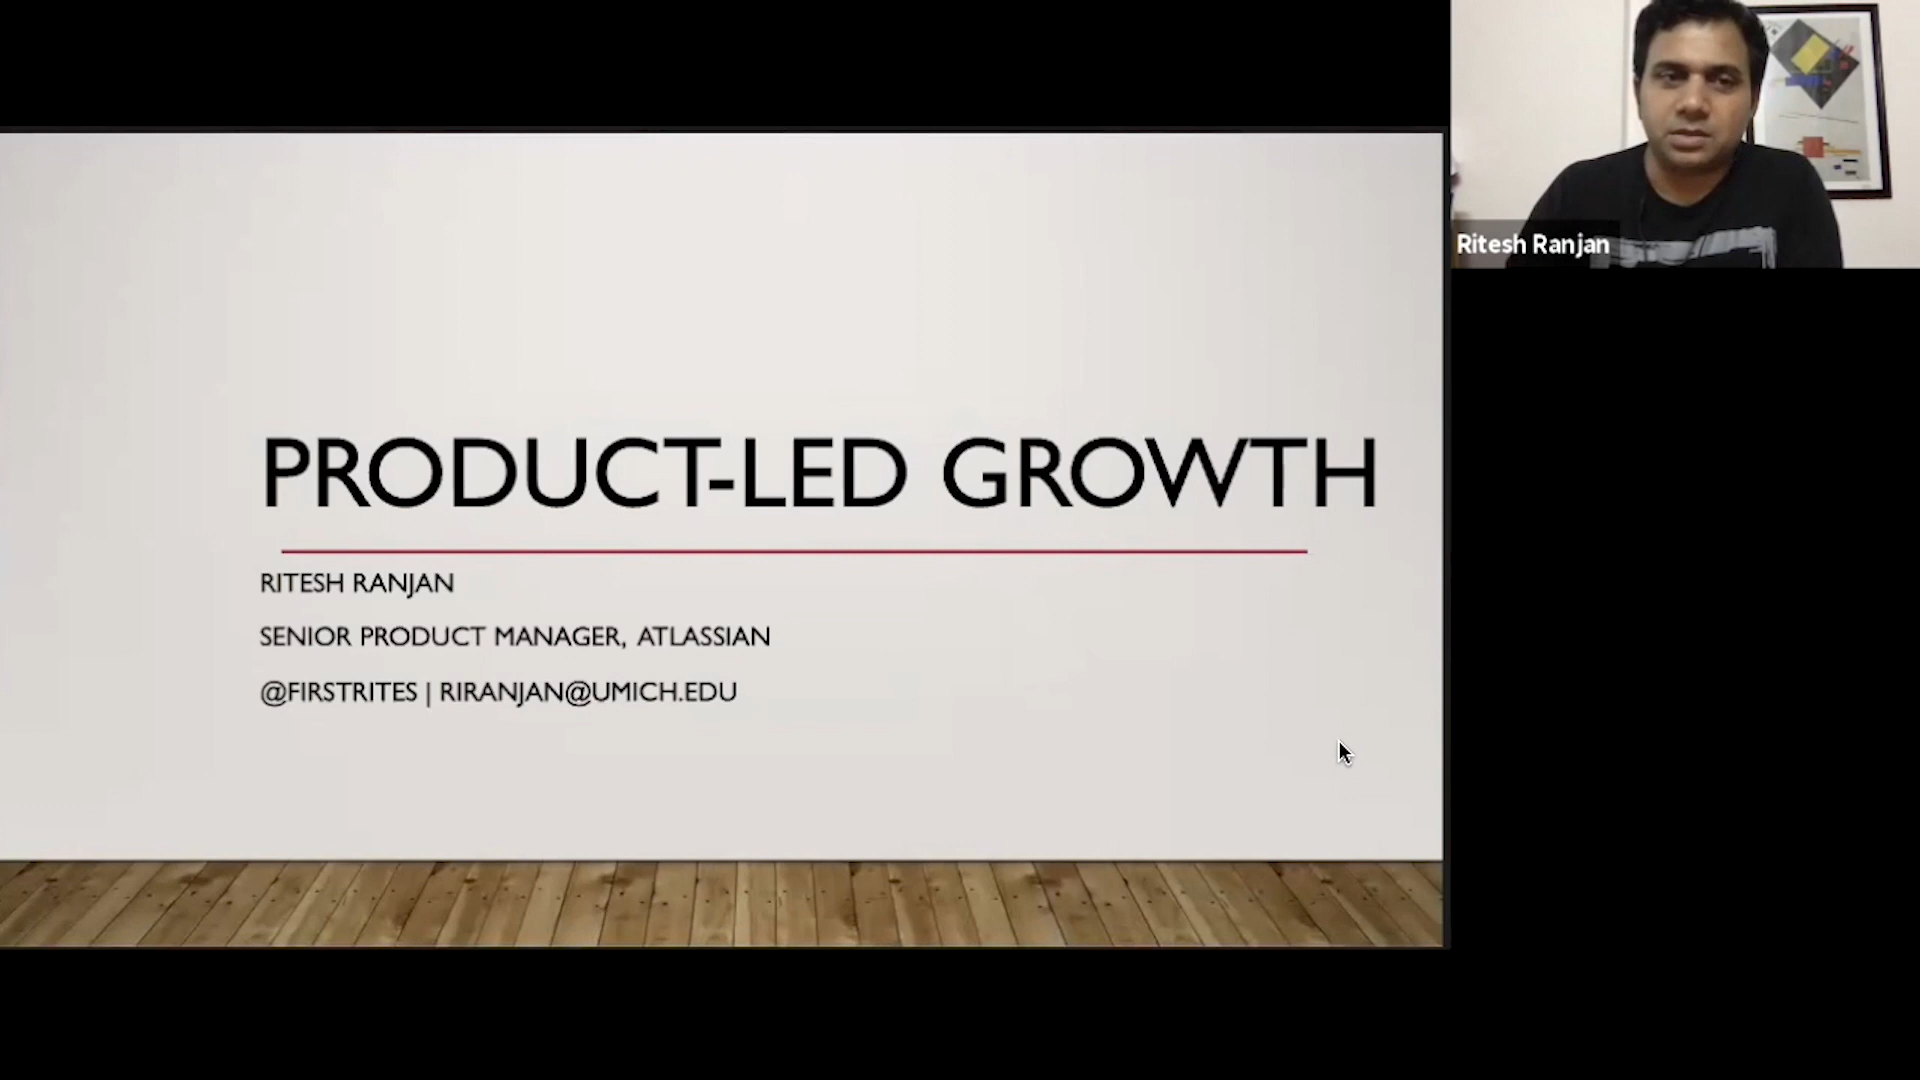 PRODUCT-LED GROWTH
RITESH RANJAN
SENIOR PRODUCT MANAGER, ATLASSIAN
@FIRSTRITES | RIRANJAN@UMICH.EDU
Ritesh Ranjan